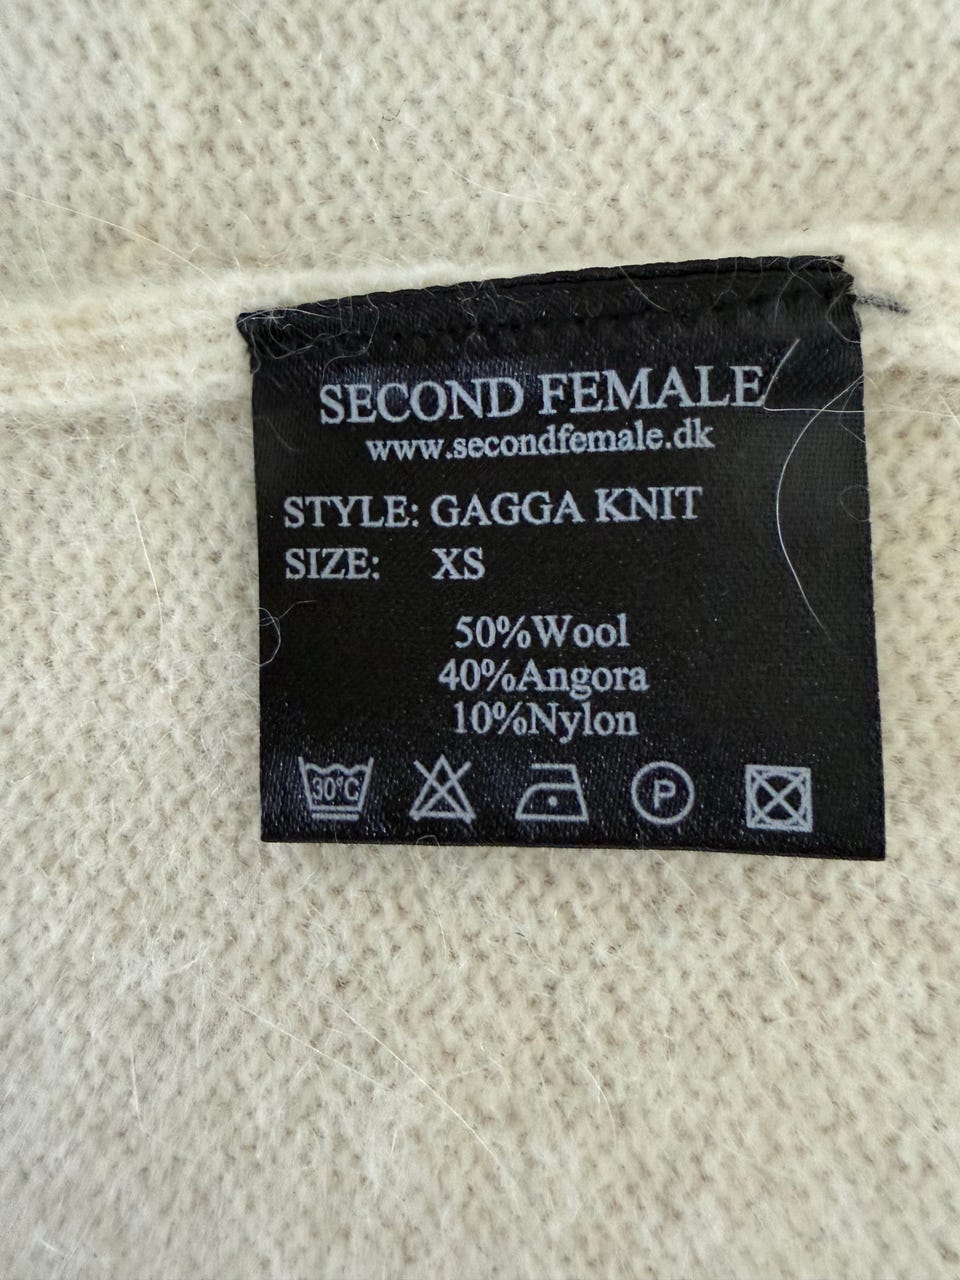 SECOND FEMALE
www.secondfemale.dk
STYLE: GAGGA KNIT
SIZE: XS
50%Wool
40%Angora
10%Nylon
30°C
P